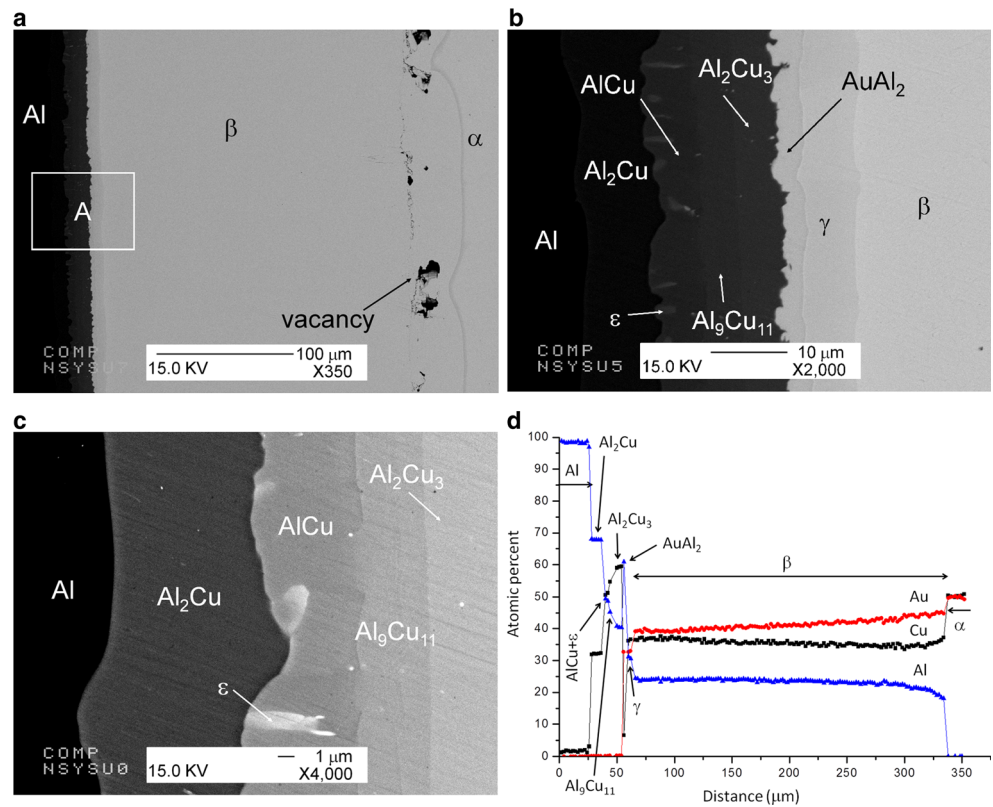 a
Al
β
α
A
vacancy
COMP
NSYSU7
15.0 KV
100 μm
X350
b
Al₂Cu₃
AlCu
AuAl₂
Al₂Cu
γ
β
Al
ε
Al₉Cu₁₁
COMP
NSYSU5
15.0 KV
10 μm
X2,000
c
Al₂Cu₃
AlCu
Al
Al₂Cu
Al₉Cu₁₁
ε
COMP
NSYSU0
15.0 KV
1 μm
X4,000
d
100
90
80
70
60
50
40
30
20
10
0
Atomic percent
Al
Al₂Cu
Al₂Cu₃
AuAl₂
β
Au
Cu
α
AlCu+ε
Al
γ
0 50 100 150 200 250 300 350
Al₉Cu₁₁
Distance (μm)